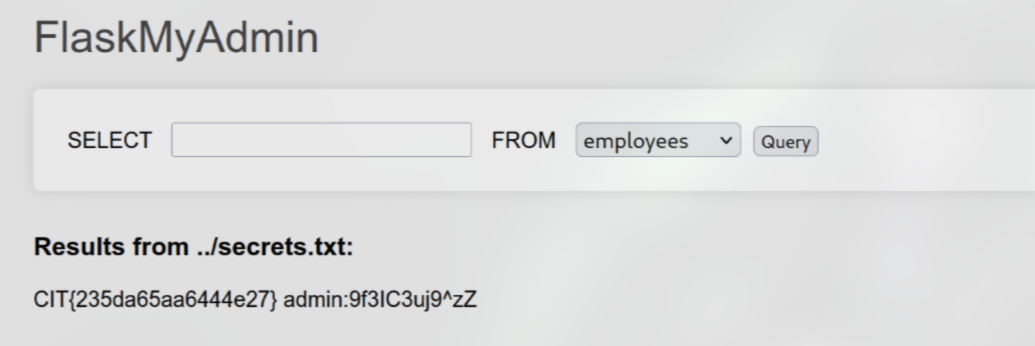 FlaskMyAdmin
SELECT FROM employees Query
Results from ../secrets.txt:
CIT{235da65aa6444e27} admin:9f3IC3uj9^zZ